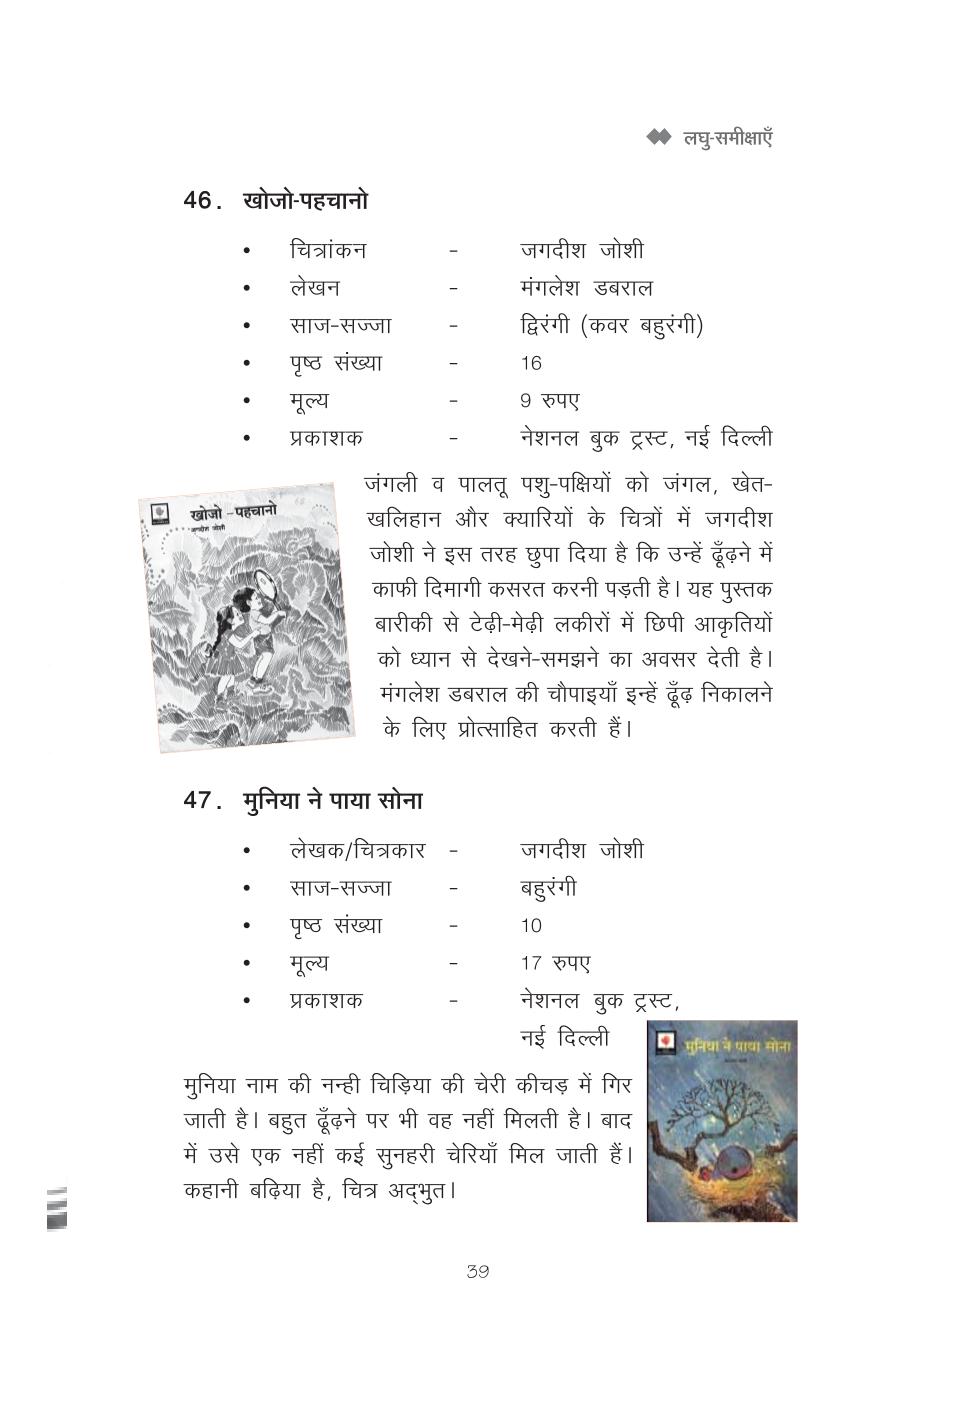 लघु-समीक्षाएँ
46. खोजो-पहचानो
• चित्रांकन - जगदीश जोशी
• लेखन - मंगलेश डबराल
• साज-सज्जा - द्विरंगी (कवर बहुरंगी)
• पृष्ठ संख्या - 16
• मूल्य - 9 रुपए
• प्रकाशक - नेशनल बुक ट्रस्ट, नई दिल्ली
खोजो - पहचानो
जगदीश जोशी
जंगली व पालतू पशु-पक्षियों को जंगल, खेत-
खलिहान और क्यारियों के चित्रों में जगदीश
जोशी ने इस तरह छुपा दिया है कि उन्हें ढूँढ़ने में
काफी दिमागी कसरत करनी पड़ती है। यह पुस्तक
बारीकी से टेढ़ी-मेढ़ी लकीरों में छिपी आकृतियों
को ध्यान से देखने-समझने का अवसर देती है।
मंगलेश डबराल की चौपाइयाँ इन्हें ढूँढ़ निकालने
के लिए प्रोत्साहित करती हैं।
47. मुनिया ने पाया सोना
• लेखक/चित्रकार - जगदीश जोशी
• साज-सज्जा - बहुरंगी
• पृष्ठ संख्या - 10
• मूल्य - 17 रुपए
• प्रकाशक - नेशनल बुक ट्रस्ट,
नई दिल्ली
मुनिया ने पाया सोना
मुनिया नाम की नन्ही चिड़िया की चेरी कीचड़ में गिर
जाती है। बहुत ढूँढ़ने पर भी वह नहीं मिलती है। बाद
में उसे एक नहीं कई सुनहरी चेरियाँ मिल जाती हैं।
कहानी बढ़िया है, चित्र अद्‌भुत।
39